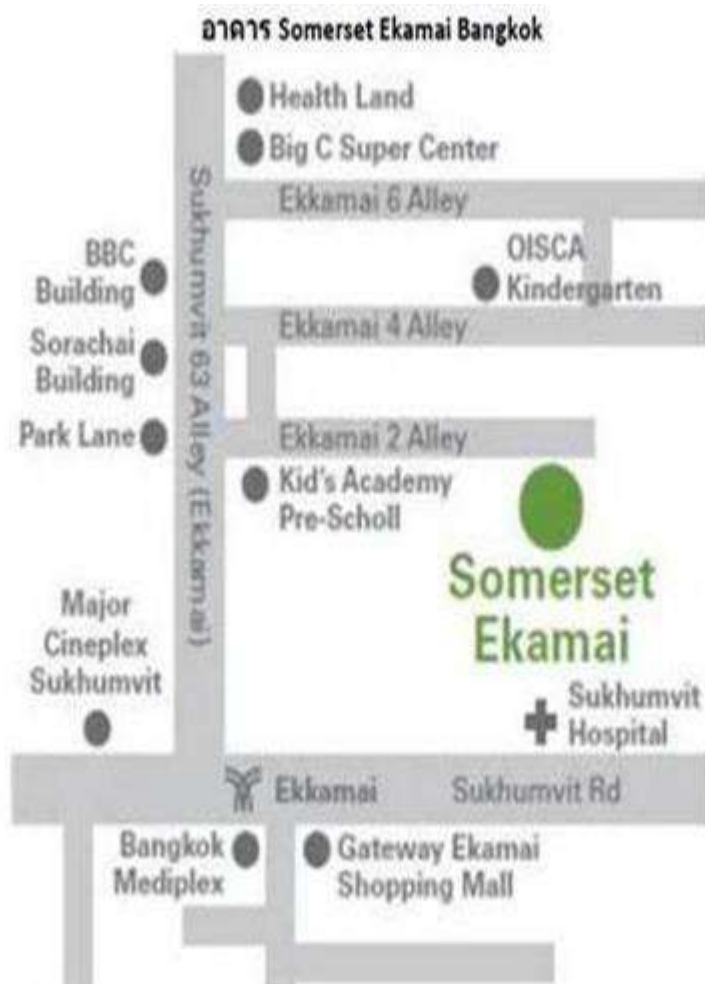 อาคาร Somerset Ekamai Bangkok
Health Land
Big C Super Center
Ekkamai 6 Alley
BBC
Building
OISCA
Kindergarten
Ekkamai 4 Alley
Sorachai
Building
Sukhumvit 63 Alley (Ekkamai)
Park Lane
Ekkamai 2 Alley
Kid's Academy
Pre-Scholl
Somerset
Ekamai
Major
Cineplex
Sukhumvit
Sukhumvit
Hospital
Ekkamai
Sukhumvit Rd
Bangkok
Mediplex
Gateway Ekamai
Shopping Mall